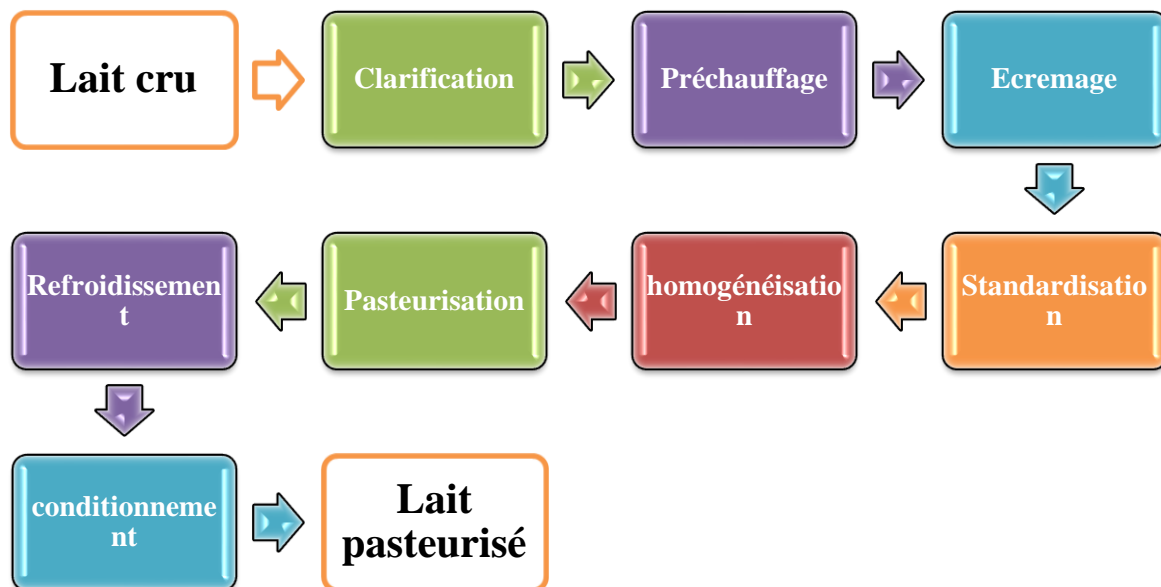 Lait cru
Clarification
Préchauffage
Ecremage
Standardisatio
n
homogénéisatio
n
Pasteurisation
Refroidissemen
t
conditionneme
nt
Lait
pasteurisé